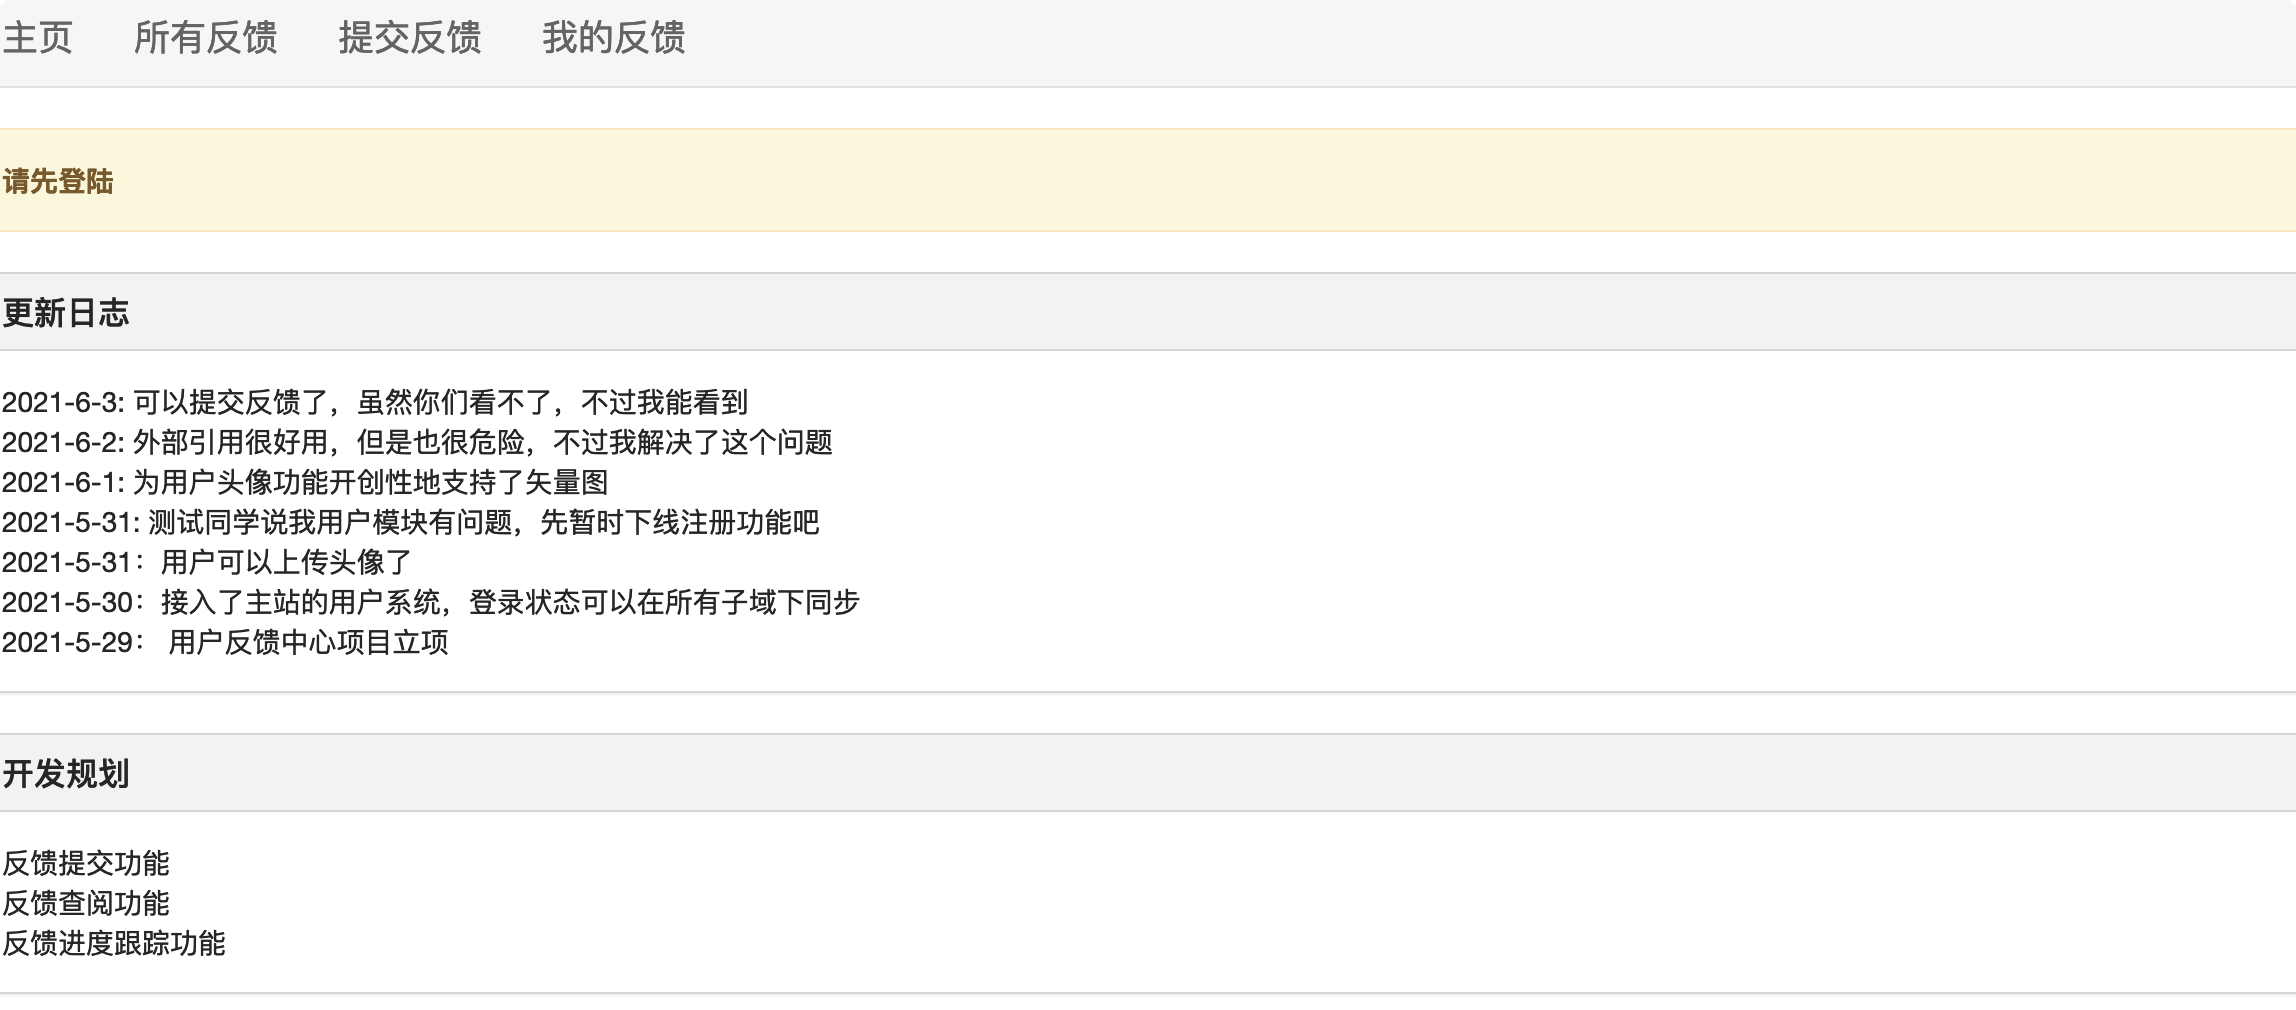 主页 所有反馈 提交反馈 我的反馈
请先登陆
更新日志
2021-6-3: 可以提交反馈了，虽然你们看不了，不过我能看到
2021-6-2: 外部引用很好用，但是也很危险，不过我解决了这个问题
2021-6-1: 为用户头像功能开创性地支持了矢量图
2021-5-31: 测试同学说我用户模块有问题，先暂时下线注册功能吧
2021-5-31：用户可以上传头像了
2021-5-30：接入了主站的用户系统，登录状态可以在所有子域下同步
2021-5-29： 用户反馈中心项目立项
开发规划
反馈提交功能
反馈查阅功能
反馈进度跟踪功能